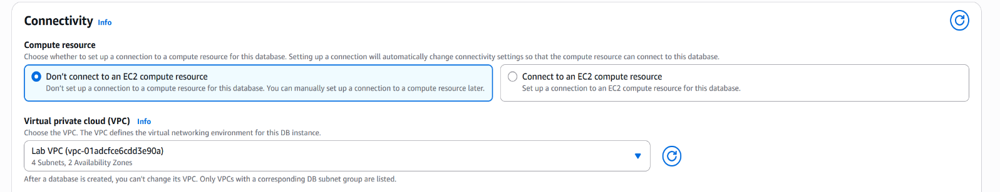 Connectivity Info
Compute resource
Choose whether to set up a connection to a compute resource for this database. Setting up a connection will automatically change connectivity settings so that the compute resource can connect to this database.
Don't connect to an EC2 compute resource
Don't set up a connection to a compute resource for this database. You can manually set up a connection to a compute resource later.
Connect to an EC2 compute resource
Set up a connection to an EC2 compute resource for this database.
Virtual private cloud (VPC) Info
Choose the VPC. The VPC defines the virtual networking environment for this DB instance.
Lab VPC (vpc-01adcfce6cdd3e90a)
4 Subnets, 2 Availability Zones
After a database is created, you can't change its VPC. Only VPCs with a corresponding DB subnet group are listed.